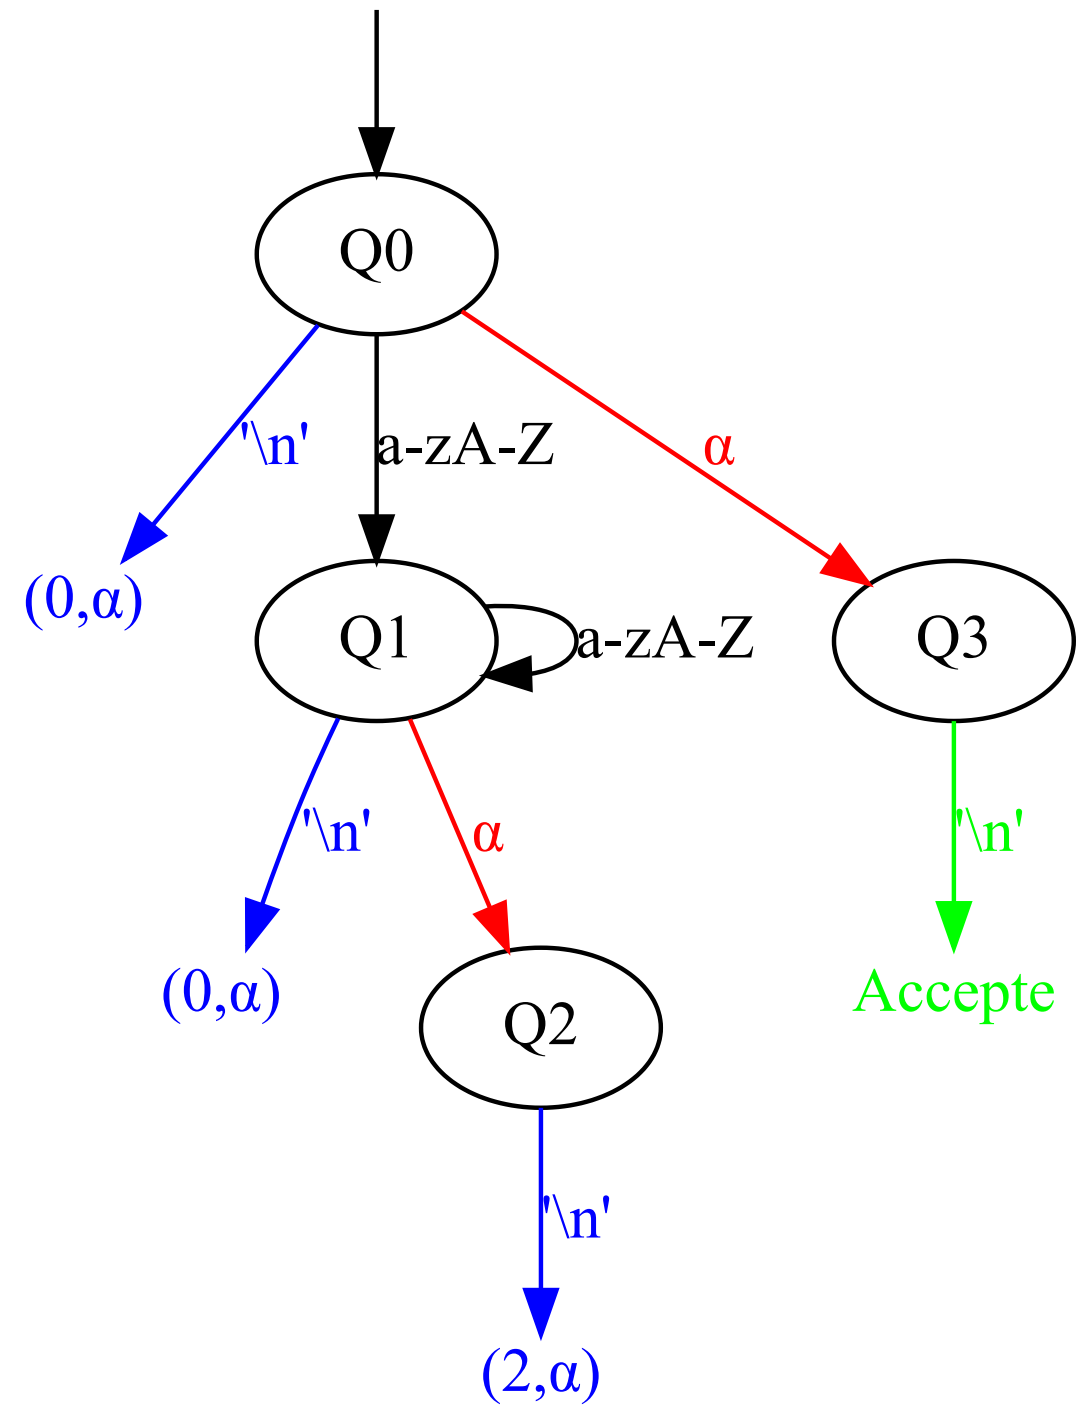 Q0
'\n'
a-zA-Z
α
(0,α)
Q1
a-zA-Z
Q3
'\n'
α
'\n'
(0,α)
Q2
Accepte
'\n'
(2,α)